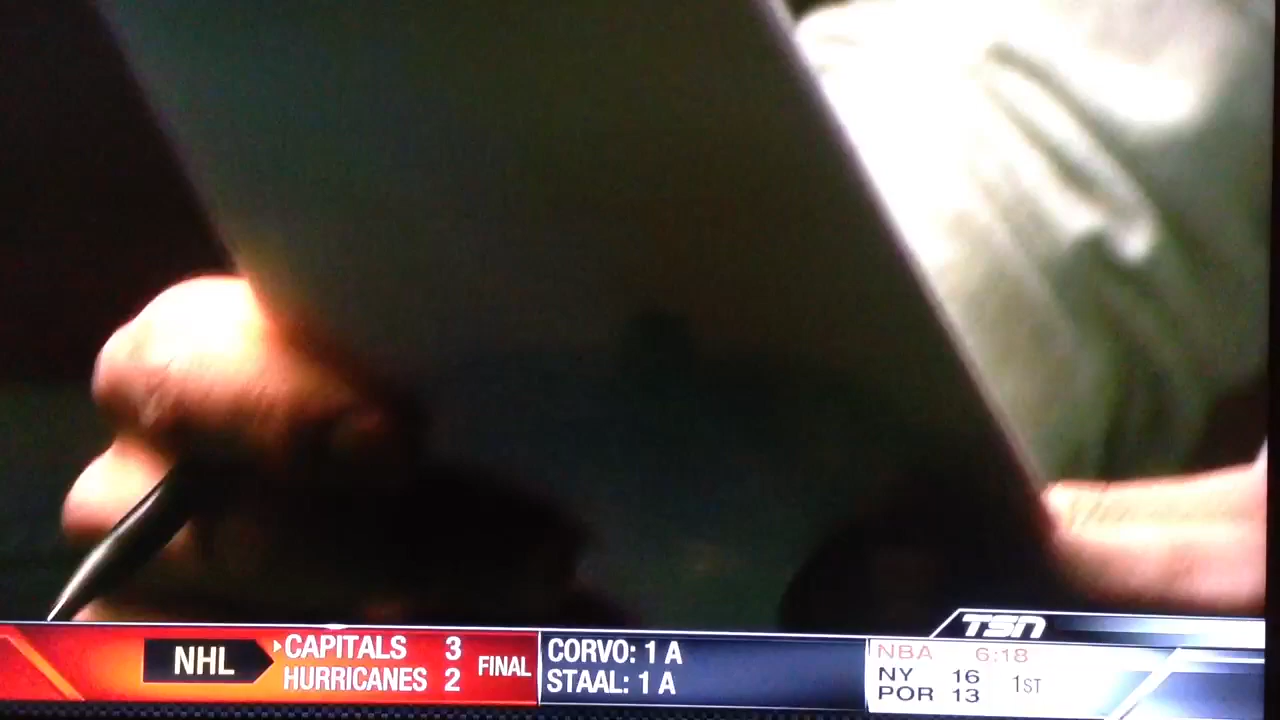 TSN
NHL
CAPITALS 3
HURRICANES 2
FINAL
CORVO: 1 A
STAAL: 1 A
NBA 6:18
NY 16
POR 13
1ST